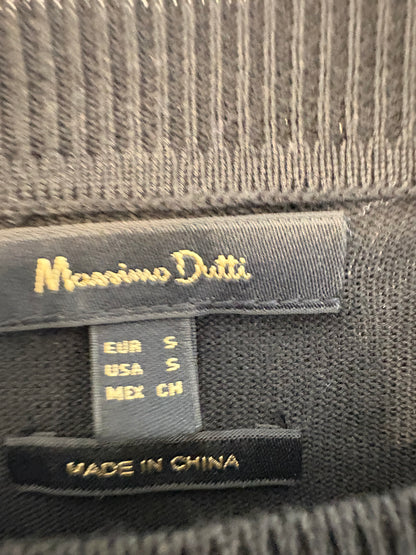 Massimo Dutti
EUR S
USA S
MEX CH
MADE IN CHINA